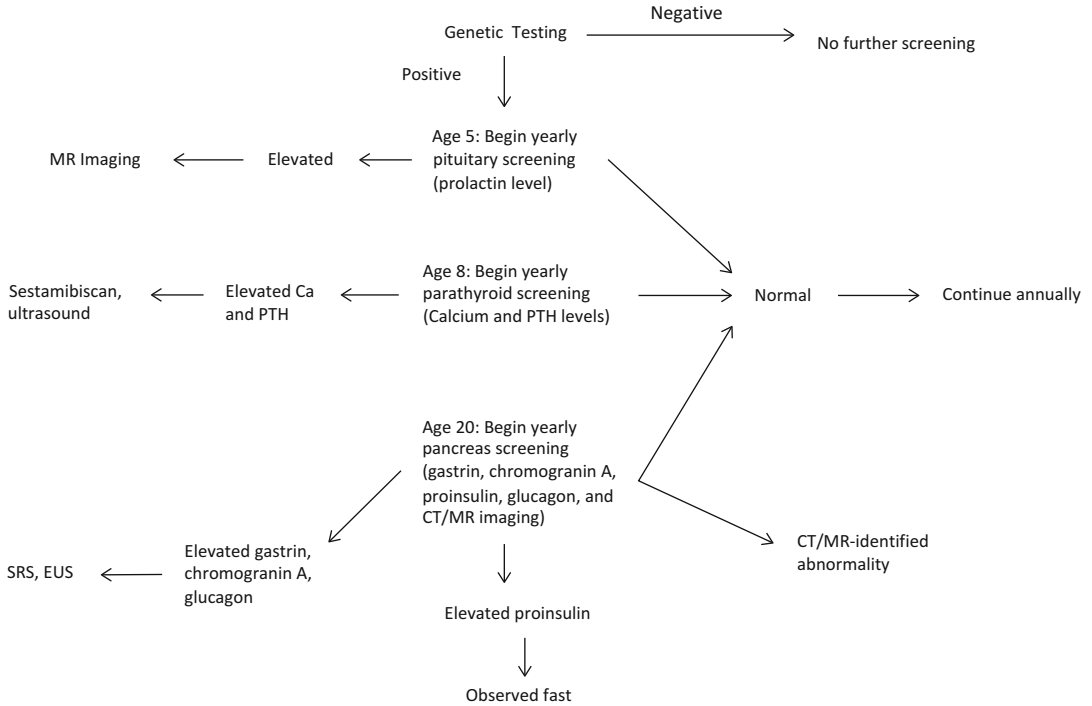 Negative
Genetic Testing
No further screening
Positive
Age 5: Begin yearly
pituitary screening
(prolactin level)
Elevated
MR Imaging
Age 8: Begin yearly
parathyroid screening
(Calcium and PTH levels)
Elevated Ca
and PTH
Sestamibiscan,
ultrasound
Normal
Continue annually
Age 20: Begin yearly
pancreas screening
(gastrin, chromogranin A,
proinsulin, glucagon, and
CT/MR imaging)
Elevated gastrin,
chromogranin A,
glucagon
SRS, EUS
CT/MR-identified
abnormality
Elevated proinsulin
Observed fast